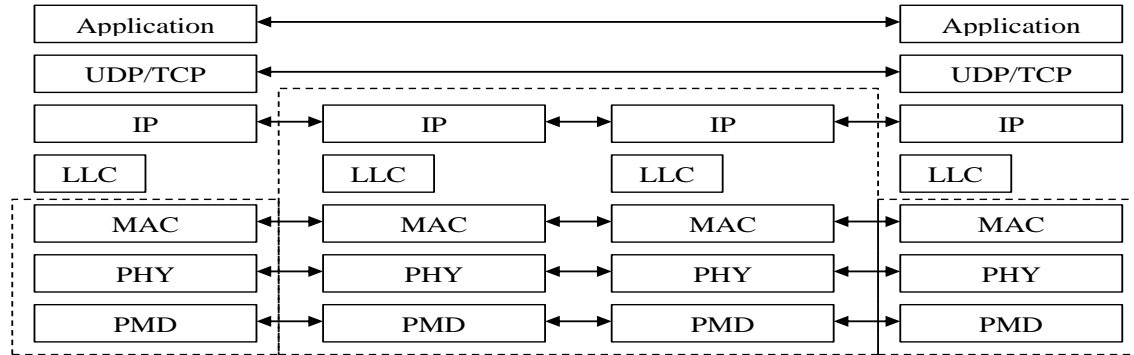 Application Application
UDP/TCP UDP/TCP
IP IP IP IP
LLC LLC LLC LLC
MAC MAC MAC MAC
PHY PHY PHY PHY
PMD PMD PMD PMD